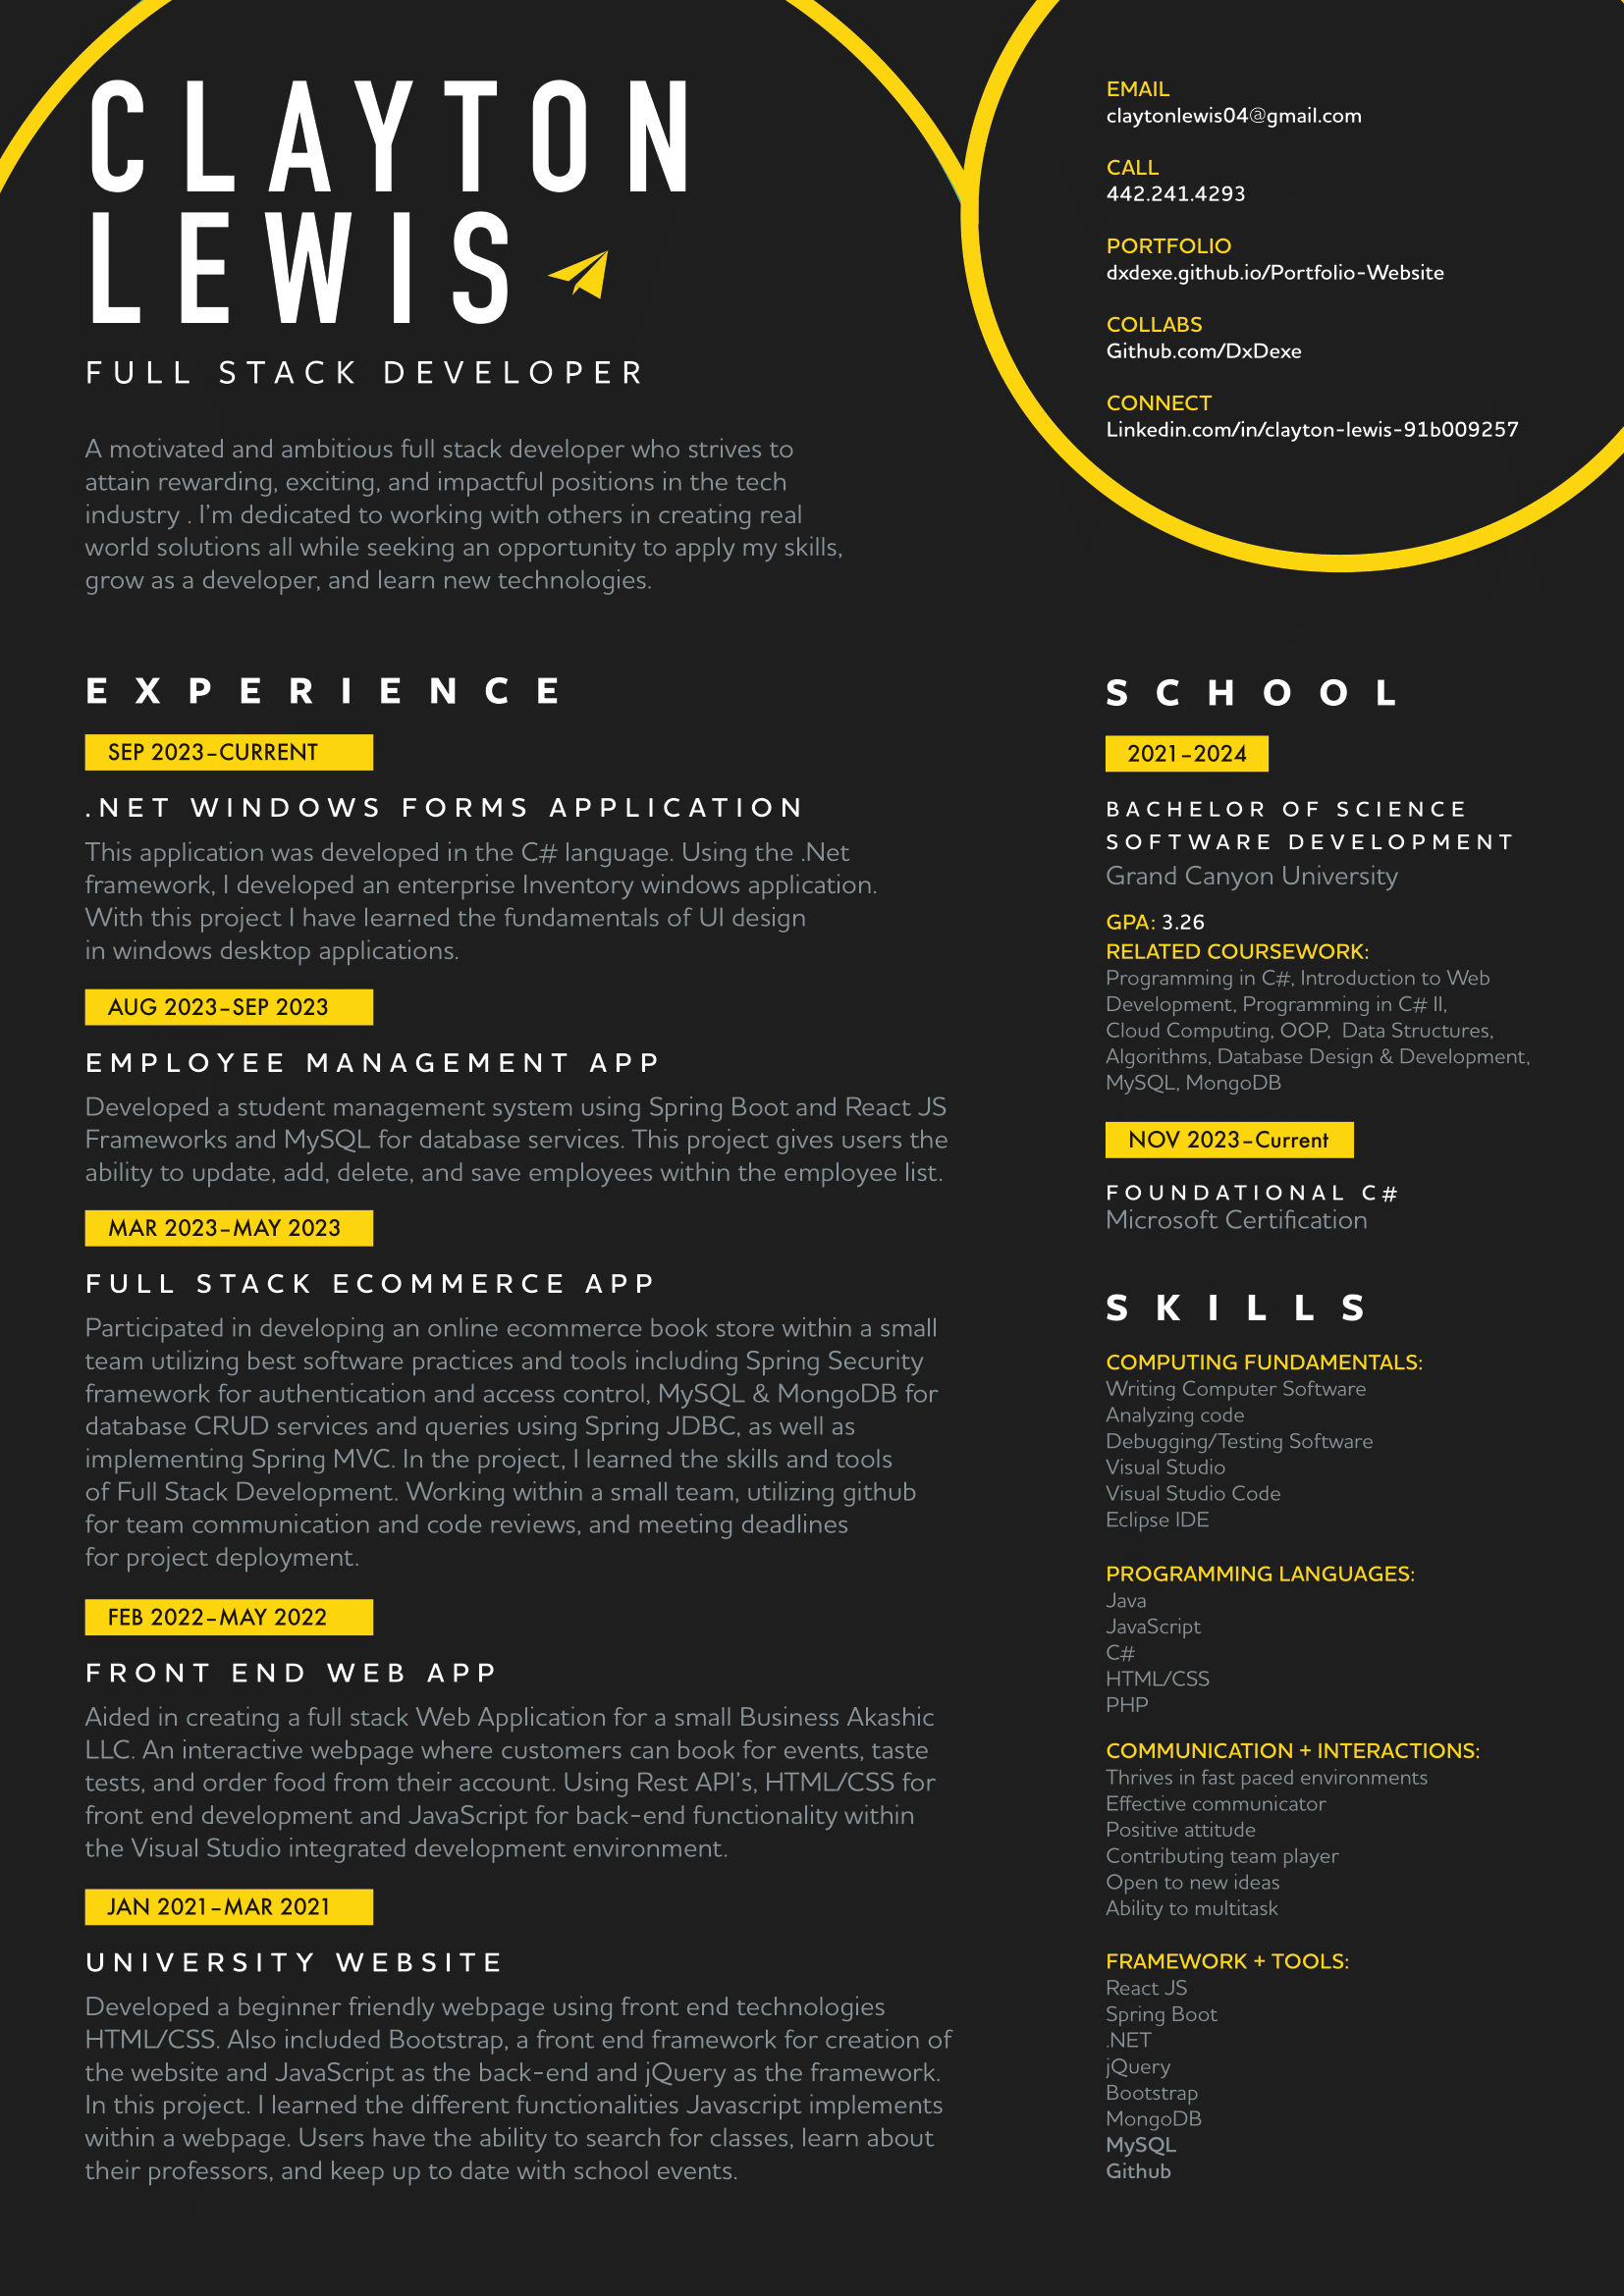 CLAYTON
LEWIS
FULL STACK DEVELOPER
A motivated and ambitious full stack developer who strives to
attain rewarding, exciting, and impactful positions in the tech
industry . I'm dedicated to working with others in creating real
world solutions all while seeking an opportunity to apply my skills,
grow as a developer, and learn new technologies.
EMAIL
claytonlewis04@gmail.com
CALL
442.241.4293
PORTFOLIO
dxdexe.github.io/Portfolio-Website
COLLABS
Github.com/DxDexe
CONNECT
Linkedin.com/in/clayton-lewis-91b009257
EXPERIENCE
SEP 2023-CURRENT
.NET WINDOWS FORMS APPLICATION
This application was developed in the C# language. Using the .Net
framework, I developed an enterprise Inventory windows application.
With this project I have learned the fundamentals of UI design
in windows desktop applications.
AUG 2023-SEP 2023
EMPLOYEE MANAGEMENT APP
Developed a student management system using Spring Boot and React JS
Frameworks and MySQL for database services. This project gives users the
ability to update, add, delete, and save employees within the employee list.
MAR 2023-MAY 2023
FULL STACK ECOMMERCE APP
Participated in developing an online ecommerce book store within a small
team utilizing best software practices and tools including Spring Security
framework for authentication and access control, MySQL & MongoDB for
database CRUD services and queries using Spring JDBC, as well as
implementing Spring MVC. In the project, I learned the skills and tools
of Full Stack Development. Working within a small team, utilizing github
for team communication and code reviews, and meeting deadlines
for project deployment.
FEB 2022-MAY 2022
FRONT END WEB APP
Aided in creating a full stack Web Application for a small Business Akashic
LLC. An interactive webpage where customers can book for events, taste
tests, and order food from their account. Using Rest API's, HTML/CSS for
front end development and JavaScript for back-end functionality within
the Visual Studio integrated development environment.
JAN 2021-MAR 2021
UNIVERSITY WEBSITE
Developed a beginner friendly webpage using front end technologies
HTML/CSS. Also included Bootstrap, a front end framework for creation of
the website and JavaScript as the back-end and jQuery as the framework.
In this project. I learned the different functionalities Javascript implements
within a webpage. Users have the ability to search for classes, learn about
their professors, and keep up to date with school events.
SCHOOL
2021-2024
BACHELOR OF SCIENCE
SOFTWARE DEVELOPMENT
Grand Canyon University
GPA: 3.26
RELATED COURSEWORK:
Programming in C#, Introduction to Web
Development, Programming in C# II,
Cloud Computing, OOP, Data Structures,
Algorithms, Database Design & Development,
MySQL, MongoDB
NOV 2023-Current
FOUNDATIONAL C#
Microsoft Certification
SKILLS
COMPUTING FUNDAMENTALS:
Writing Computer Software
Analyzing code
Debugging/Testing Software
Visual Studio
Visual Studio Code
Eclipse IDE
PROGRAMMING LANGUAGES:
Java
JavaScript
C#
HTML/CSS
PHP
COMMUNICATION + INTERACTIONS:
Thrives in fast paced environments
Effective communicator
Positive attitude
Contributing team player
Open to new ideas
Ability to multitask
FRAMEWORK + TOOLS:
React JS
Spring Boot
.NET
jQuery
Bootstrap
MongoDB
MySQL
Github